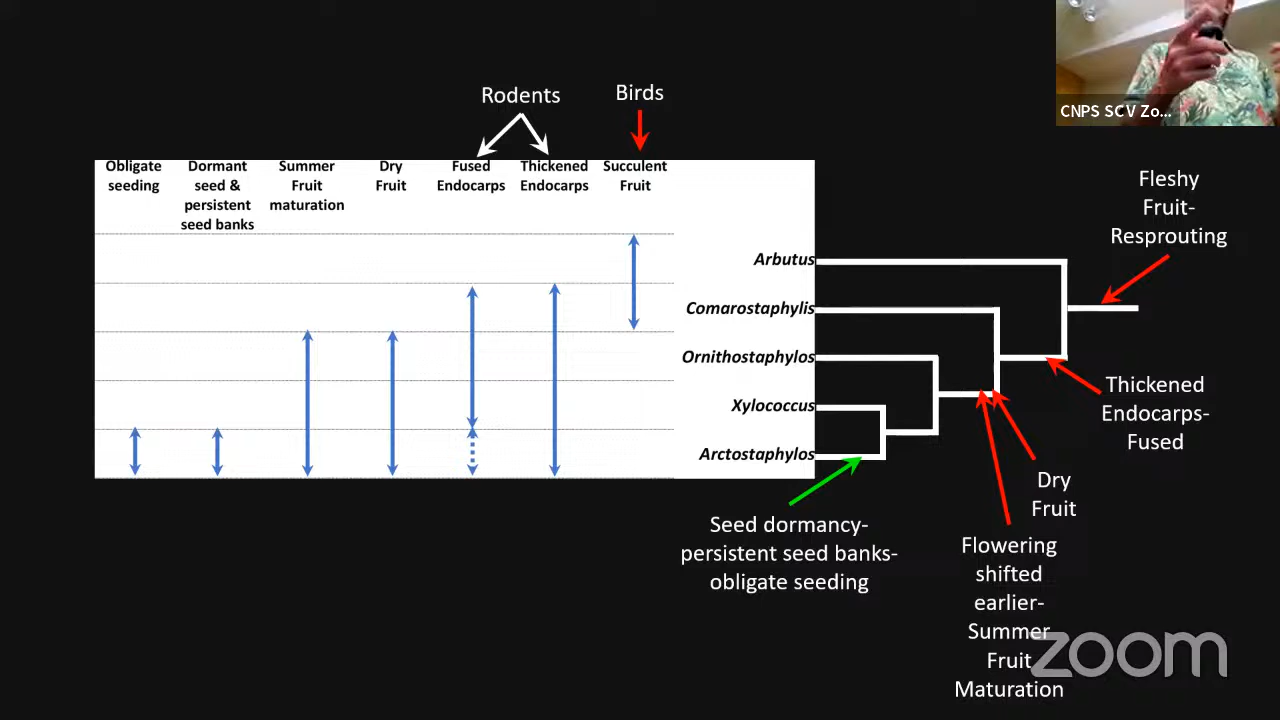 Rodents
Birds
CNPS SCV Zo...
Obligate
seeding
Dormant
seed &
persistent
seed banks
Summer
Fruit
maturation
Dry
Fruit
Fused
Endocarps
Thickened
Endocarps
Succulent
Fruit
Fleshy
Fruit-
Resprouting
Arbutus
Comarostaphylis
Ornithostaphylos
Xylococcus
Arctostaphylos
Thickened
Endocarps-
Fused
Dry
Fruit
Seed dormancy-
persistent seed banks-
obligate seeding
Flowering
shifted
earlier-
Summer
Fruit
Maturation
zoom